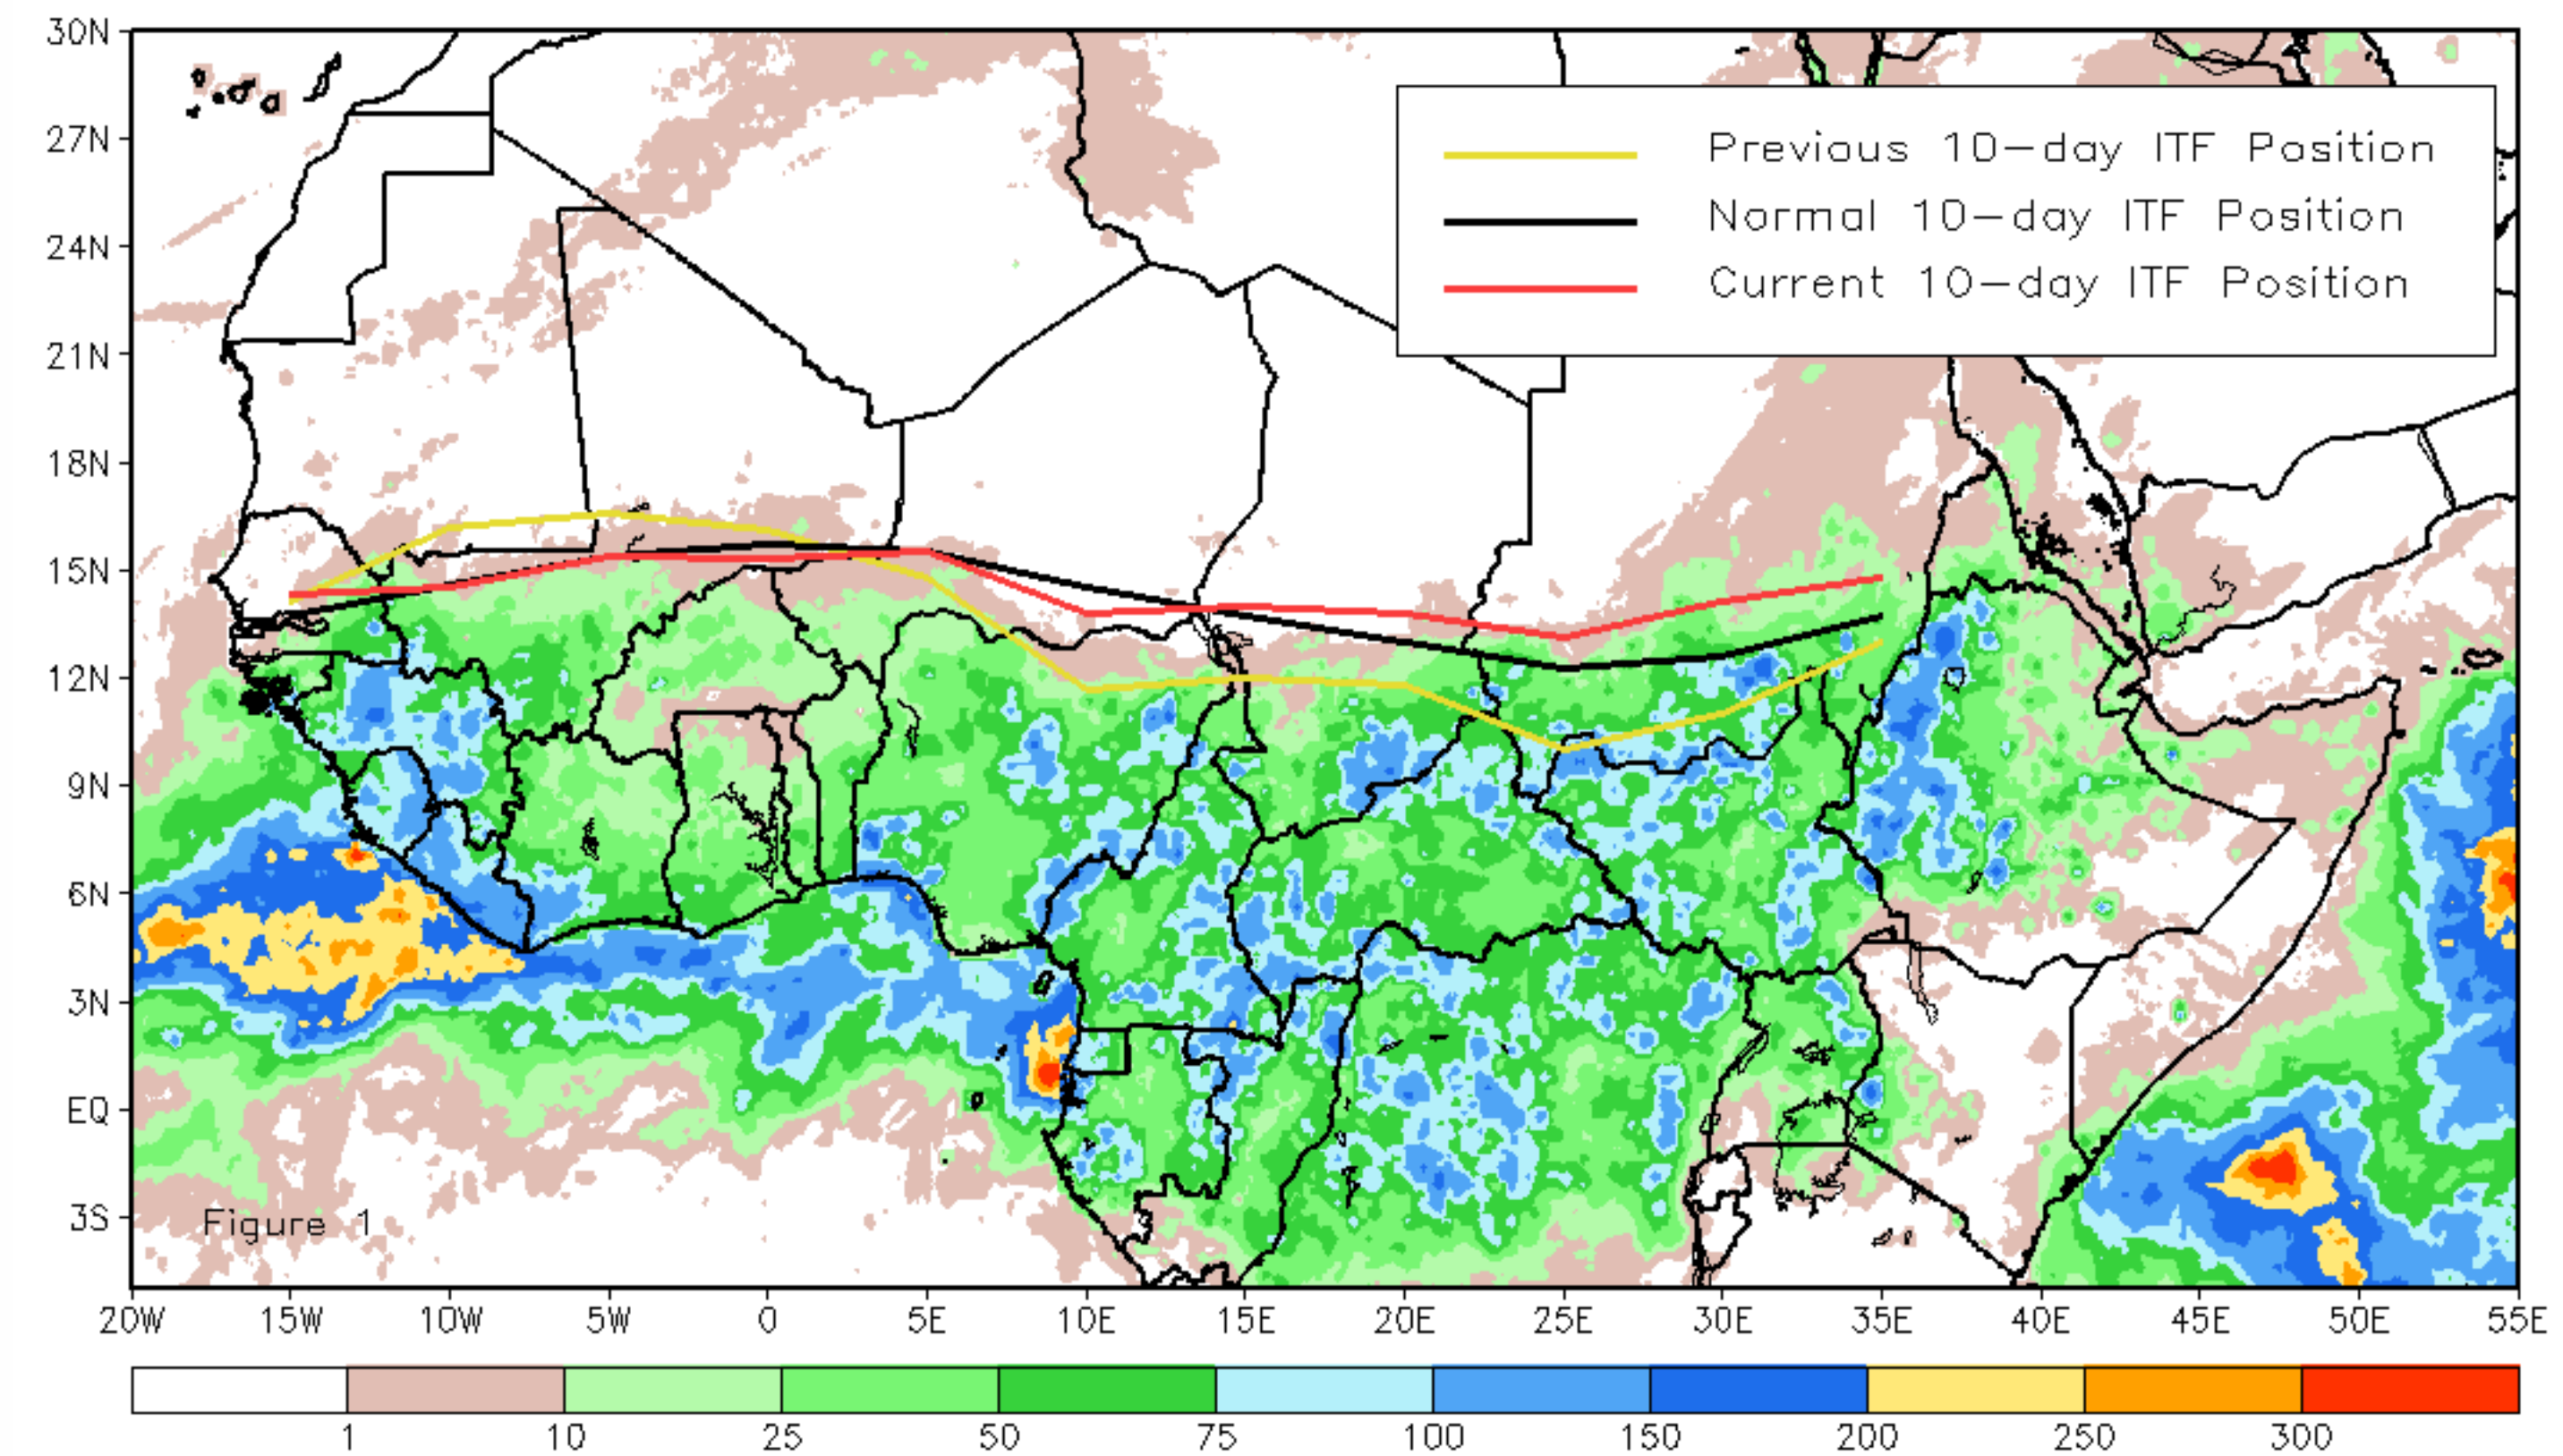 30N
27N
24N
21N
18N
15N
12N
9N
6N
3N
EQ
3S
Previous 10-day ITF Position
Normal 10-day ITF Position
Current 10-day ITF Position
Figure 1
20W 15W 10W 5W 0 5E 10E 15E 20E 25E 30E 35E 40E 45E 50E 55E
1 10 25 50 75 100 150 200 250 300